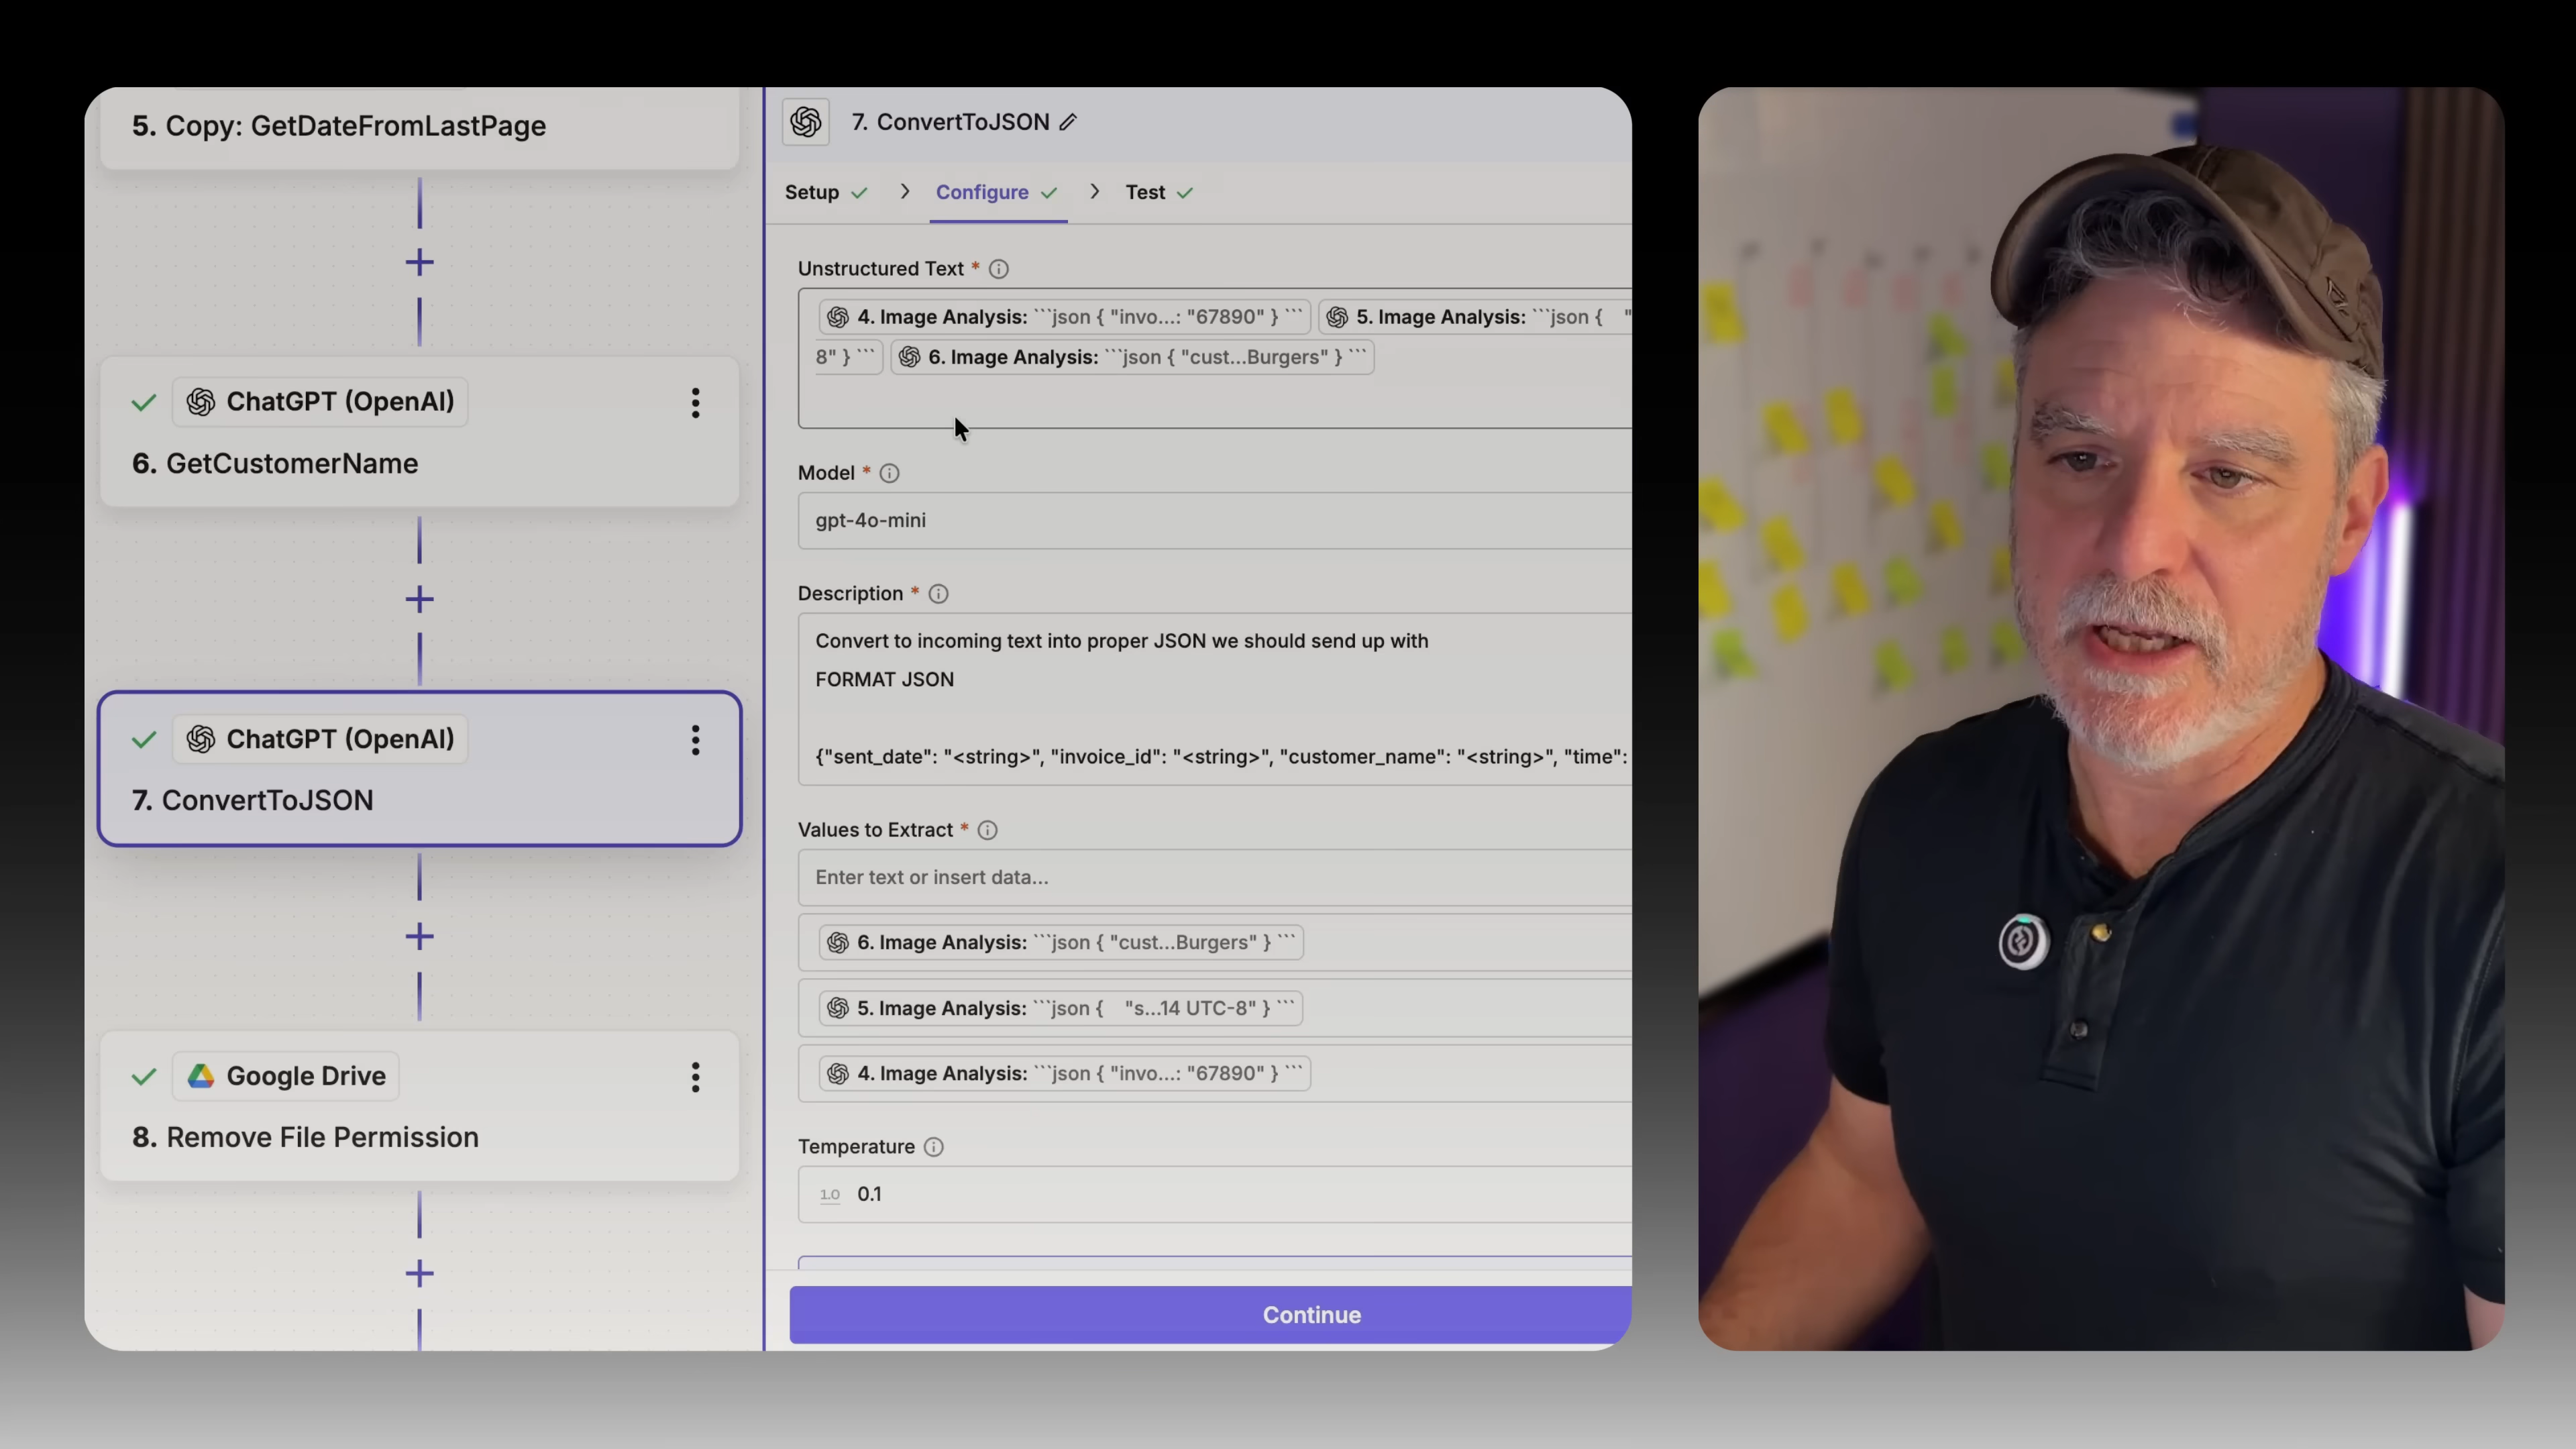 5. Copy: GetDateFromLastPage
ChatGPT (OpenAI)
6. GetCustomerName
ChatGPT (OpenAI)
7. ConvertToJSON
Google Drive
8. Remove File Permission
7. ConvertToJSON
Setup
Configure
Test
Unstructured Text *
4. Image Analysis: ```json { "invo...: "67890" } ``` 5. Image Analysis: ```json { "
8" } ``` 6. Image Analysis: ```json { "cust...Burgers" } ```
Model *
gpt-4o-mini
Description *
Convert to incoming text into proper JSON we should send up with
FORMAT JSON
{"sent_date": "<string>", "invoice_id": "<string>", "customer_name": "<string>", "time":
Values to Extract *
Enter text or insert data...
6. Image Analysis: ```json { "cust...Burgers" } ```
5. Image Analysis: ```json { "s...14 UTC-8" } ```
4. Image Analysis: ```json { "invo...: "67890" } ```
Temperature
1.0 0.1
Continue